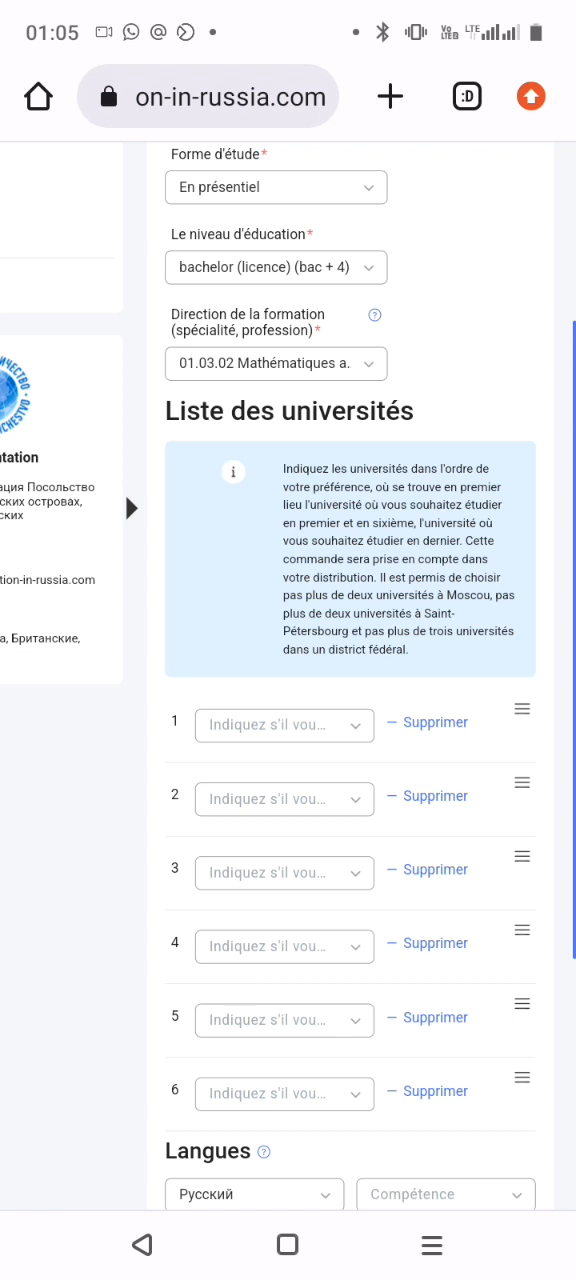 01:05
Vo LTE2 LTE
on-in-russia.com
:D
Forme d'étude*
En présentiel
Le niveau d'éducation*
bachelor (licence) (bac + 4)
Direction de la formation
(spécialité, profession)*
01.03.02 Mathématiques a.
Liste des universités
Indiquez les universités dans l'ordre de
votre préférence, où se trouve en premier
lieu l'université où vous souhaitez étudier
en premier et en sixième, l'université où
vous souhaitez étudier en dernier. Cette
commande sera prise en compte dans
votre distribution. Il est permis de choisir
pas plus de deux universités à Moscou, pas
plus de deux universités à Saint-
Pétersbourg et pas plus de trois universités
dans un district fédéral.
1 Indiquez s'il vou... — Supprimer
2 Indiquez s'il vou... — Supprimer
3 Indiquez s'il vou... — Supprimer
4 Indiquez s'il vou... — Supprimer
5 Indiquez s'il vou... — Supprimer
6 Indiquez s'il vou... — Supprimer
Langues
Русский
Compétence
ntation
ация Посольство
ских островах,
ских
tion-in-russia.com
а, Британские,